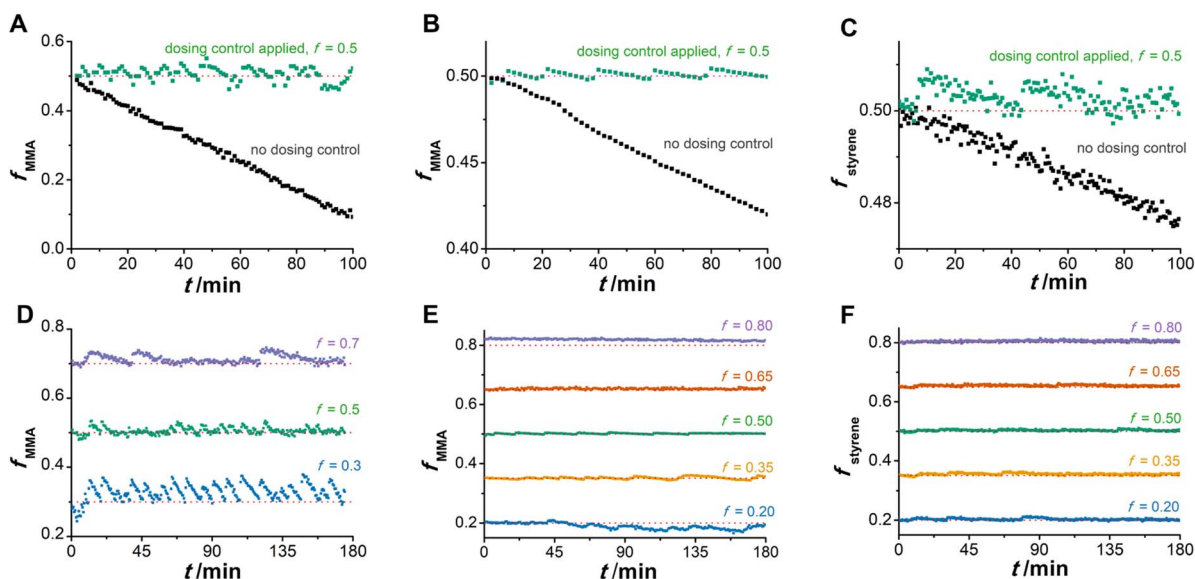 A
dosing control applied, f = 0.5
no dosing control
f MMA
0.6
0.4
0.2
0.0
0 20 40 60 80 100
t /min
B
dosing control applied, f = 0.5
no dosing control
f MMA
0.50
0.45
0.40
0 20 40 60 80 100
t /min
C
dosing control applied, f = 0.5
no dosing control
f styrene
0.50
0.48
0 20 40 60 80 100
t /min
D
f = 0.7
f = 0.5
f = 0.3
f MMA
0.8
0.6
0.4
0.2
0 45 90 135 180
t /min
E
f = 0.80
f = 0.65
f = 0.50
f = 0.35
f = 0.20
f MMA
0.8
0.6
0.4
0.2
0 45 90 135 180
t /min
F
f = 0.80
f = 0.65
f = 0.50
f = 0.35
f = 0.20
f styrene
0.8
0.6
0.4
0.2
0 45 90 135 180
t /min